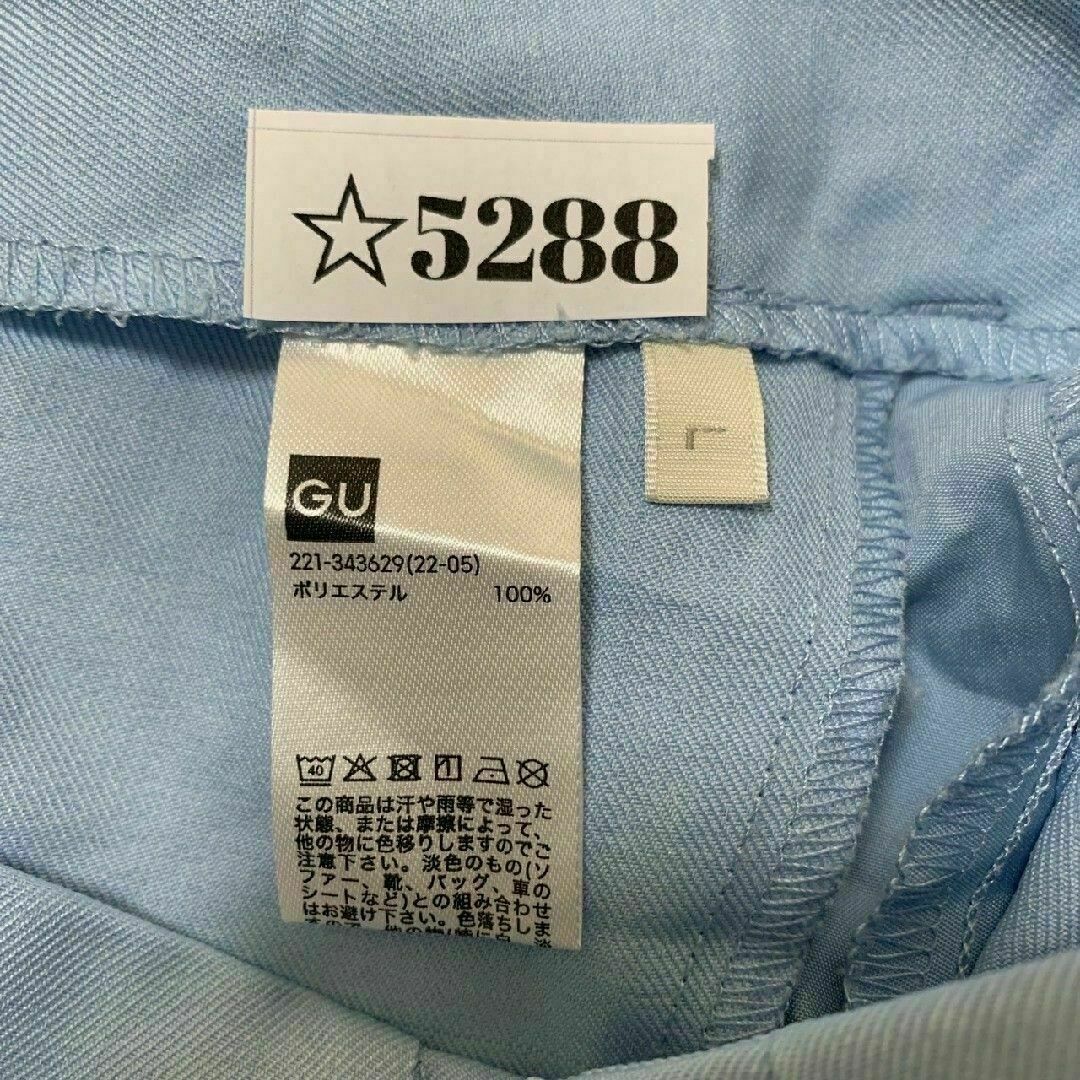 ☆5288
L
GU
221-343629(22-05)
ポリエステル 100%
40
1
この商品は汗や雨等で湿った
状態、または摩擦によって、
他の物に色移りしますのでご
注意下さい。淡色のもの(ソ
ファー、靴、バッグ、車の
シートなど)との組み合わせ
はお避け下さい。色落ちしま